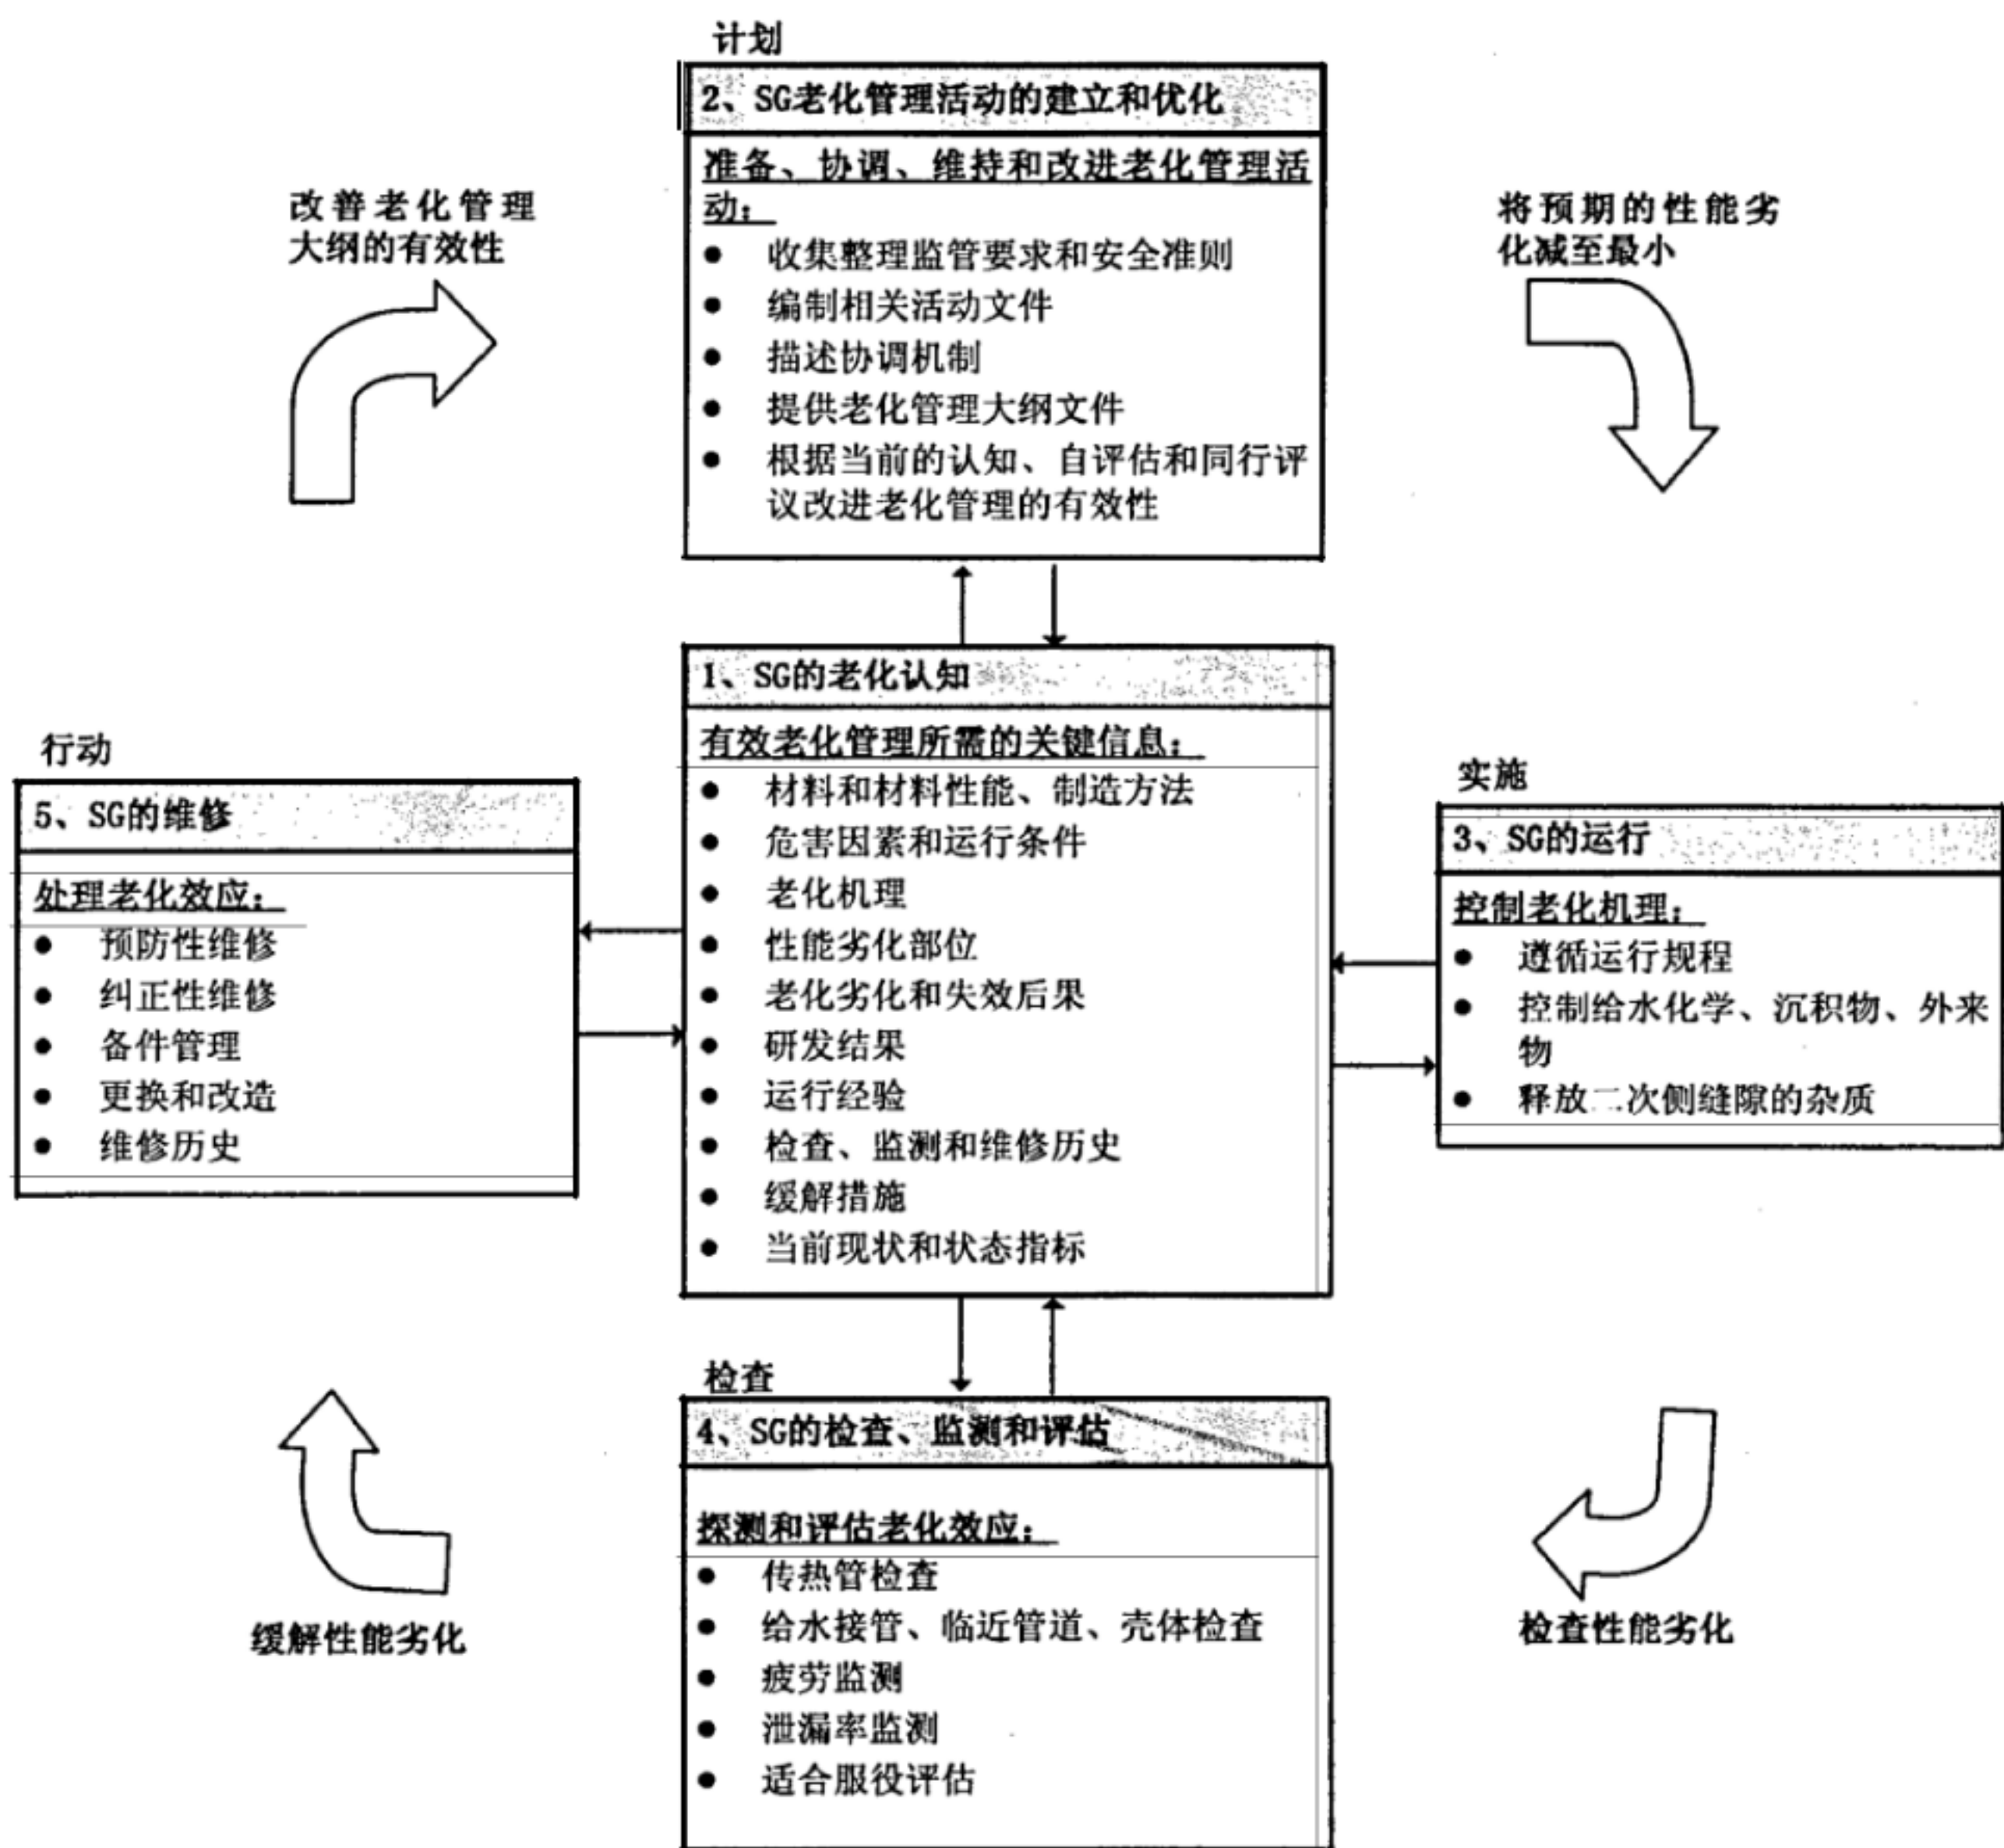 计划
2、SG老化管理活动的建立和优化
准备、协调、维持和改进老化管理活
动：
● 收集整理监管要求和安全准则
● 编制相关活动文件
● 描述协调机制
● 提供老化管理大纲文件
● 根据当前的认知、自评估和同行评
议改进老化管理的有效性
改善老化管理
大纲的有效性
将预期的性能劣
化减至最小
1、SG的老化认知
有效老化管理所需的关键信息：
● 材料和材料性能、制造方法
● 危害因素和运行条件
● 老化机理
● 性能劣化部位
● 老化劣化和失效后果
● 研发结果
● 运行经验
● 检查、监测和维修历史
● 缓解措施
● 当前现状和状态指标
行动
5、SG的维修
处理老化效应：
● 预防性维修
● 纠正性维修
● 备件管理
● 更换和改造
● 维修历史
实施
3、SG的运行
控制老化机理：
● 遵循运行规程
● 控制给水化学、沉积物、外来
物
● 释放二次侧缝隙的杂质
检查
4、SG的检查、监测和评估
探测和评估老化效应：
● 传热管检查
● 给水接管、临近管道、壳体检查
● 疲劳监测
● 泄漏率监测
● 适合服役评估
缓解性能劣化
检查性能劣化